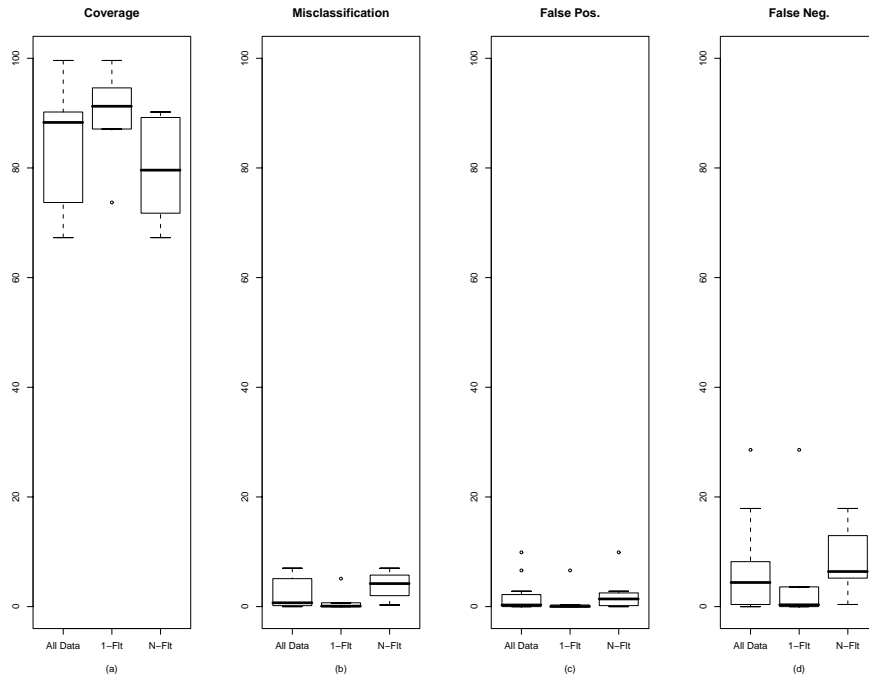 Coverage
Misclassification
False Pos.
False Neg.
100
80
60
40
20
0
All Data
1−Flt
N−Flt
(a)
100
80
60
40
20
0
All Data
1−Flt
N−Flt
(b)
100
80
60
40
20
0
All Data
1−Flt
N−Flt
(c)
100
80
60
40
20
0
All Data
1−Flt
N−Flt
(d)